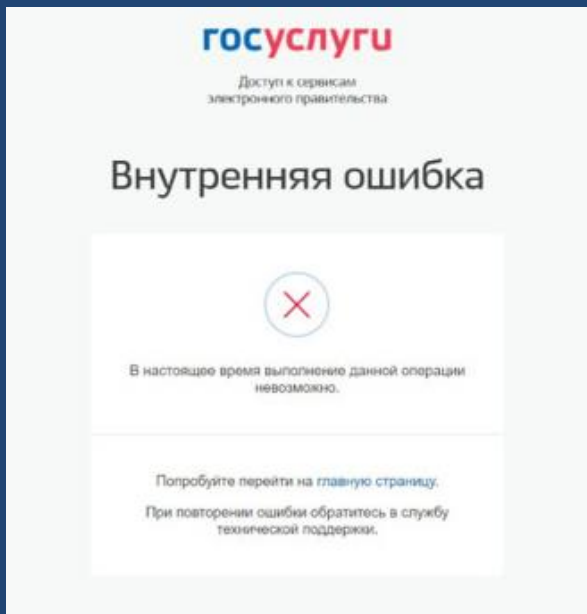 госуслуги
Доступ к сервисам
электронного правительства
Внутренняя ошибка
В настоящее время выполнение данной операции
невозможно.
Попробуйте перейти на главную страницу.
При повторении ошибки обратитесь в службу
технической поддержки.